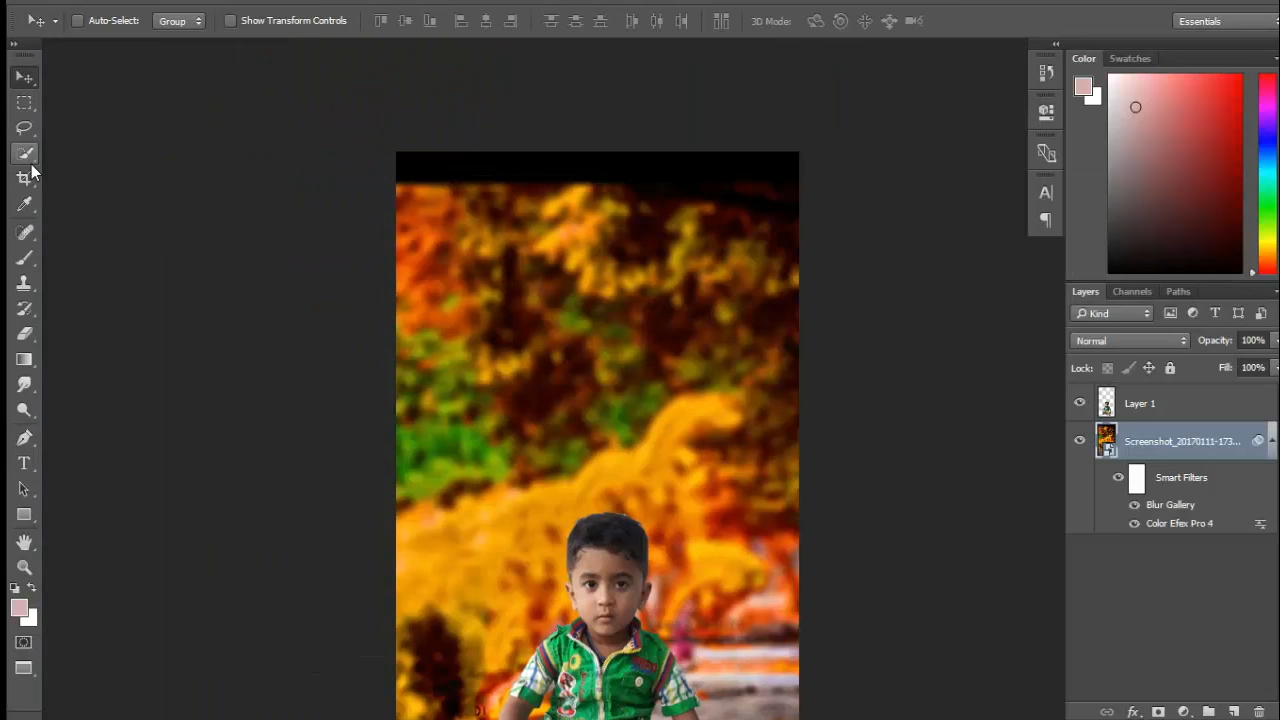 Auto-Select: Group Show Transform Controls 3D Mode: Essentials
Color Swatches
Layers Channels Paths
Kind
Normal Opacity: 100%
Lock: Fill: 100%
Layer 1
Screenshot_20170111-173...
Smart Filters
Blur Gallery
Color Efex Pro 4